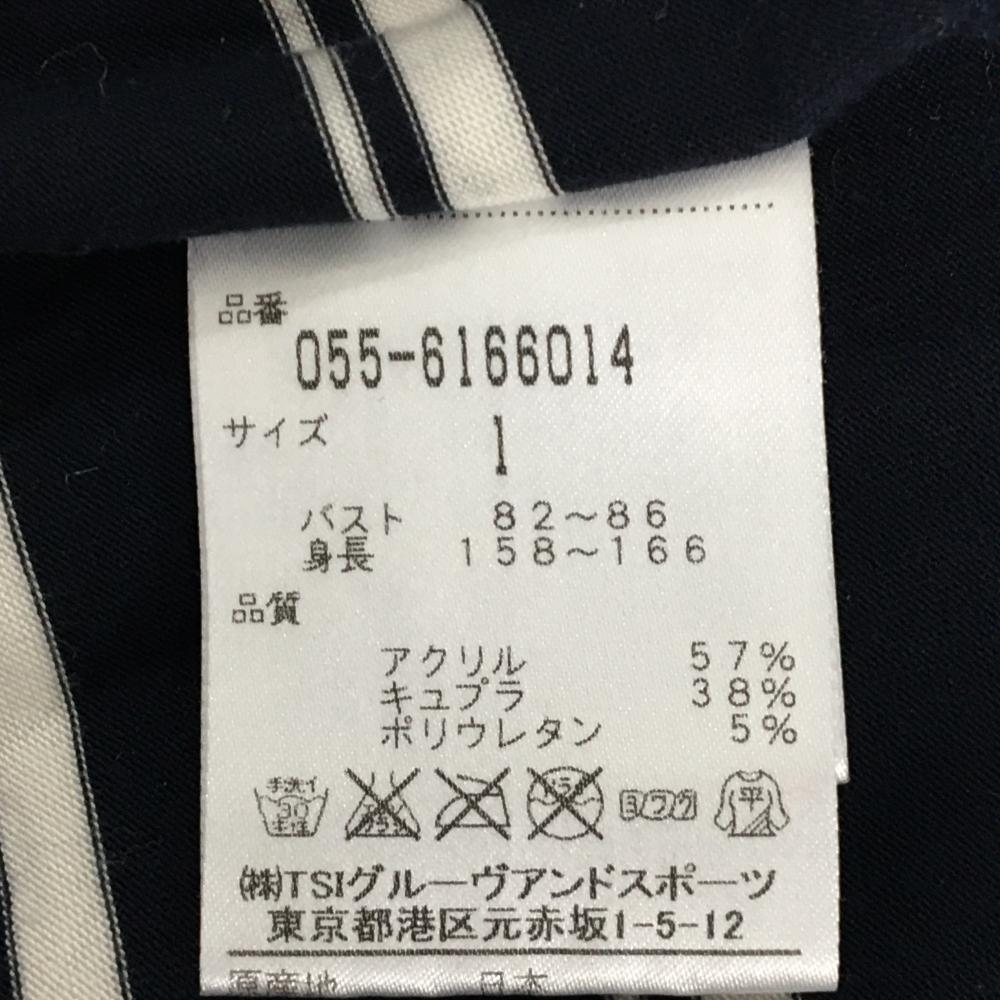 品番
055-6166014
サイズ 1
バスト 82～86
身長 158～166
品質
アクリル 57%
キュプラ 38%
ポリウレタン 5%
手洗イ 30 中性 ヨワク 平
(株)TSIグルーヴアンドスポーツ
東京都港区元赤坂1-5-12
原産地 日本